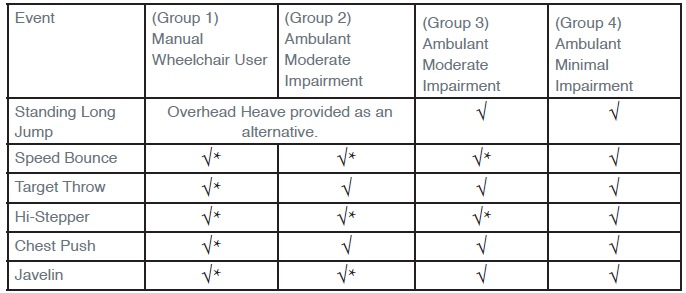 Event (Group 1) (Group 2) (Group 3) (Group 4)
Manual Ambulant Ambulant Ambulant
Wheelchair User Moderate Moderate Minimal
Impairment Impairment Impairment
Standing Long Overhead Heave provided as an √ √
Jump alternative.
Speed Bounce √* √* √* √
Target Throw √* √ √ √
Hi-Stepper √* √* √* √
Chest Push √* √ √ √
Javelin √* √* √ √